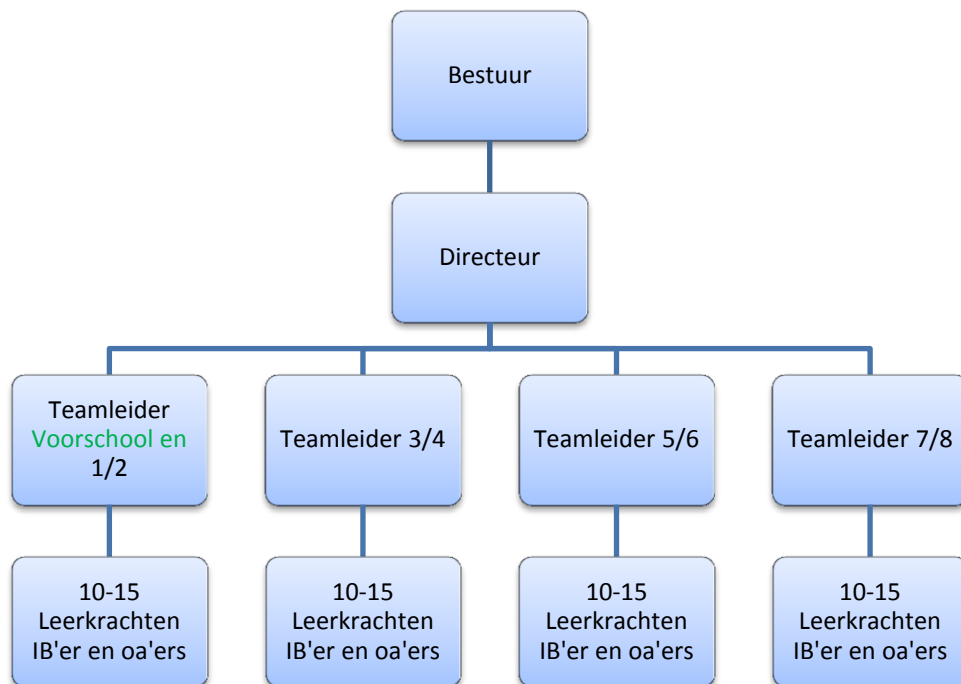 Bestuur
Directeur
Teamleider
Voorschool en
1/2
Teamleider 3/4
Teamleider 5/6
Teamleider 7/8
10-15
Leerkrachten
IB'er en oa'ers
10-15
Leerkrachten
IB'er en oa'ers
10-15
Leerkrachten
IB'er en oa'ers
10-15
Leerkrachten
IB'er en oa'ers